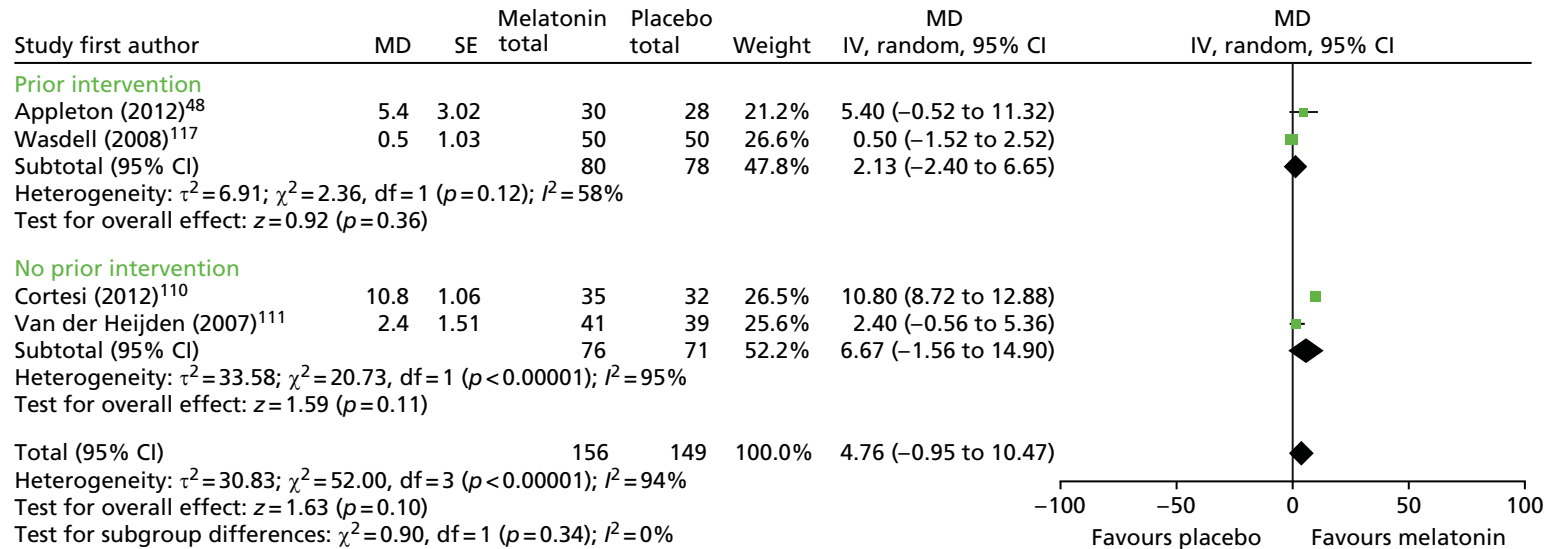 Study first author MD SE Melatonin total Placebo total Weight MD IV, random, 95% CI MD IV, random, 95% CI
Prior intervention
Appleton (2012)48 5.4 3.02 30 28 21.2% 5.40 (−0.52 to 11.32)
Wasdell (2008)117 0.5 1.03 50 50 26.6% 0.50 (−1.52 to 2.52)
Subtotal (95% CI) 80 78 47.8% 2.13 (−2.40 to 6.65)
Heterogeneity: τ2=6.91; χ2=2.36, df=1 (p=0.12); I2=58%
Test for overall effect: z=0.92 (p=0.36)
No prior intervention
Cortesi (2012)110 10.8 1.06 35 32 26.5% 10.80 (8.72 to 12.88)
Van der Heijden (2007)111 2.4 1.51 41 39 25.6% 2.40 (−0.56 to 5.36)
Subtotal (95% CI) 76 71 52.2% 6.67 (−1.56 to 14.90)
Heterogeneity: τ2=33.58; χ2=20.73, df=1 (p<0.00001); I2=95%
Test for overall effect: z=1.59 (p=0.11)
Total (95% CI) 156 149 100.0% 4.76 (−0.95 to 10.47)
Heterogeneity: τ2=30.83; χ2=52.00, df=3 (p<0.00001); I2=94%
Test for overall effect: z=1.63 (p=0.10)
Test for subgroup differences: χ2=0.90, df=1 (p=0.34); I2=0%
−100 −50 0 50 100
Favours placebo Favours melatonin